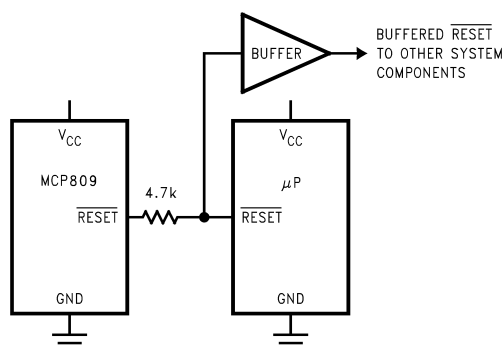 BUFFER
BUFFERED RESET
TO OTHER SYSTEM
COMPONENTS
VCC
MCP809
RESET
GND
4.7k
VCC
μP
RESET
GND